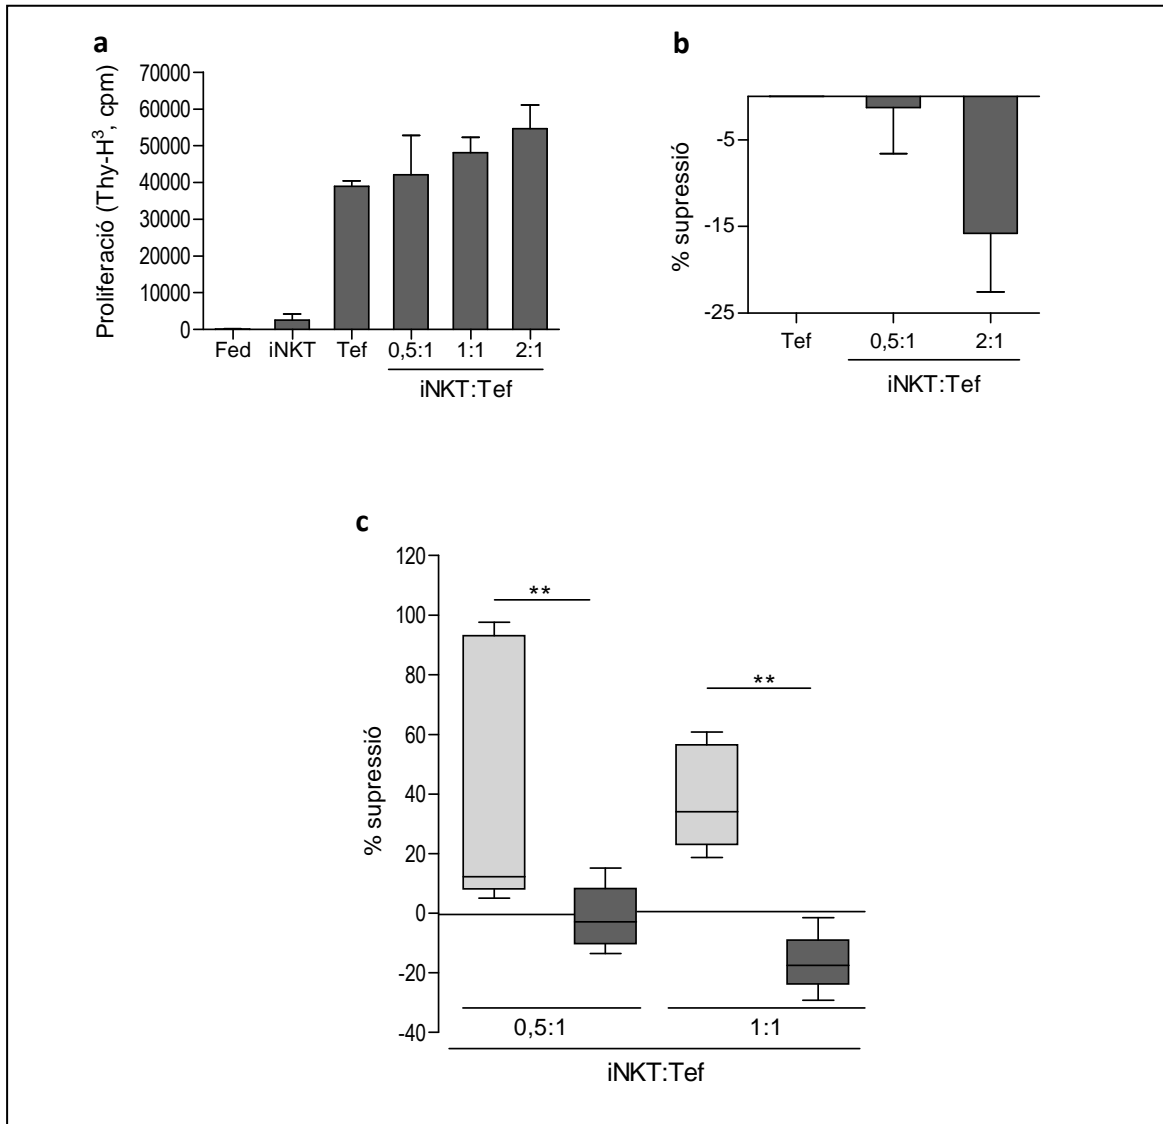 a
Proliferació (Thy-H³, cpm)
70000
60000
50000
40000
30000
20000
10000
0
Fed iNKT Tef 0,5:1 1:1 2:1
iNKT:Tef
b
% supressió
-5
-15
-25
Tef 0,5:1 2:1
iNKT:Tef
c
% supressió
120
100
80
60
40
20
0
-20
-40
**
**
0,5:1 1:1
iNKT:Tef